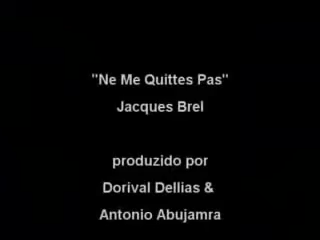 "Ne Me Quittes Pas"
Jacques Brel
produzido por
Dorival Dellias &
Antonio Abujamra